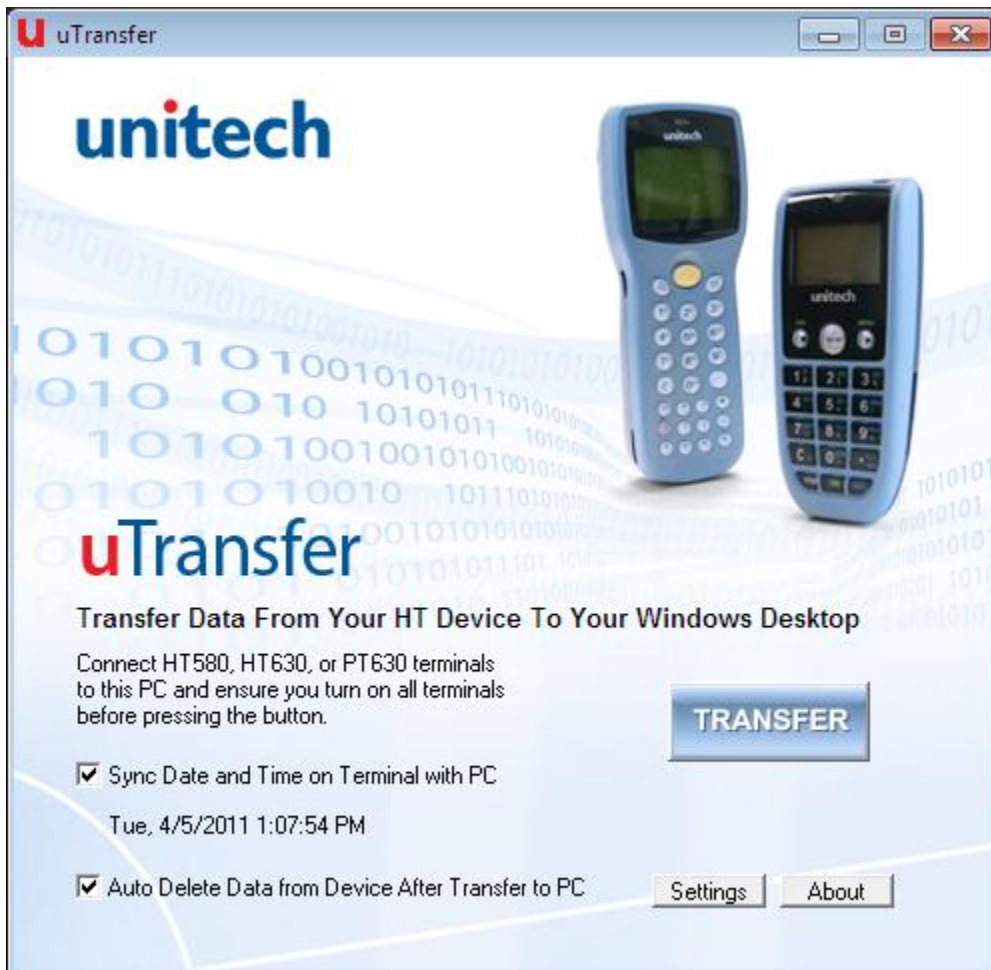 uTransfer
unitech
unitech
unitech
uTransfer
Transfer Data From Your HT Device To Your Windows Desktop
Connect HT580, HT630, or PT630 terminals
to this PC and ensure you turn on all terminals
before pressing the button.
TRANSFER
Sync Date and Time on Terminal with PC
Tue, 4/5/2011 1:07:54 PM
Auto Delete Data from Device After Transfer to PC
Settings
About